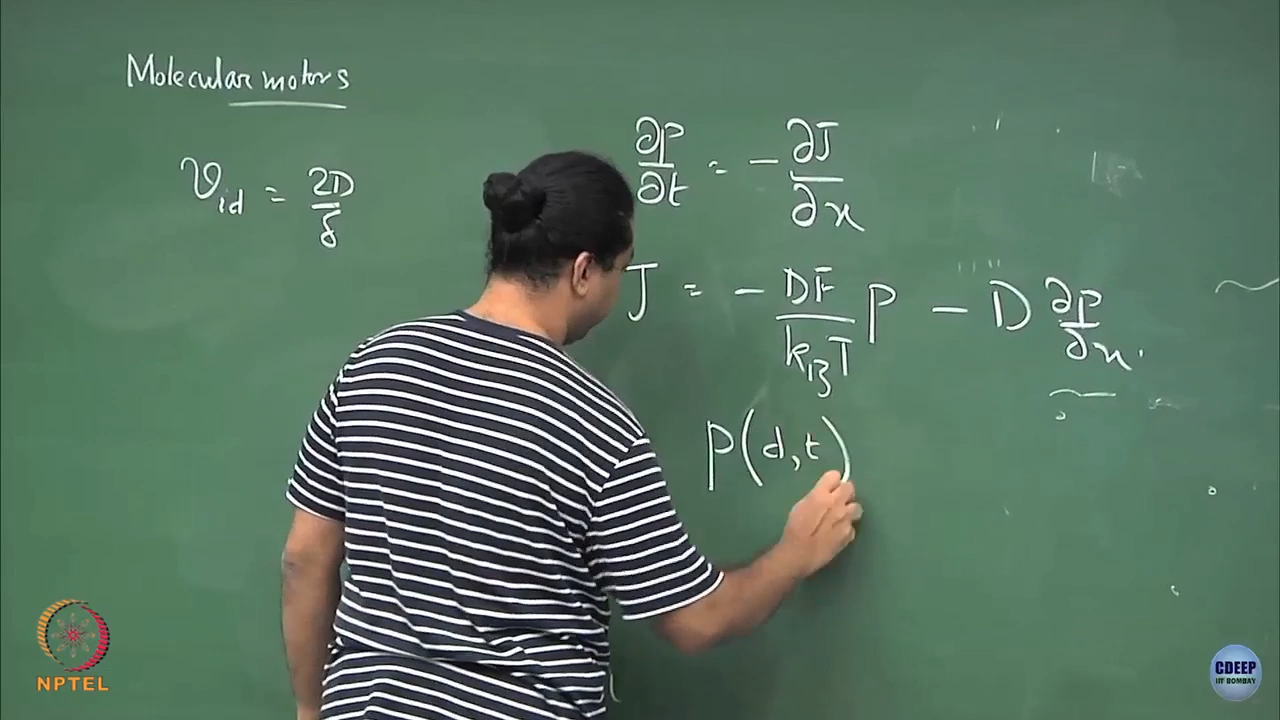 Molecular motors
∂P/∂t = - ∂J/∂x
v_id = 2D/δ
J = - DF/k_BT P - D ∂P/∂x.
P(d,t)
NPTEL
CDEEP
IIT BOMBAY